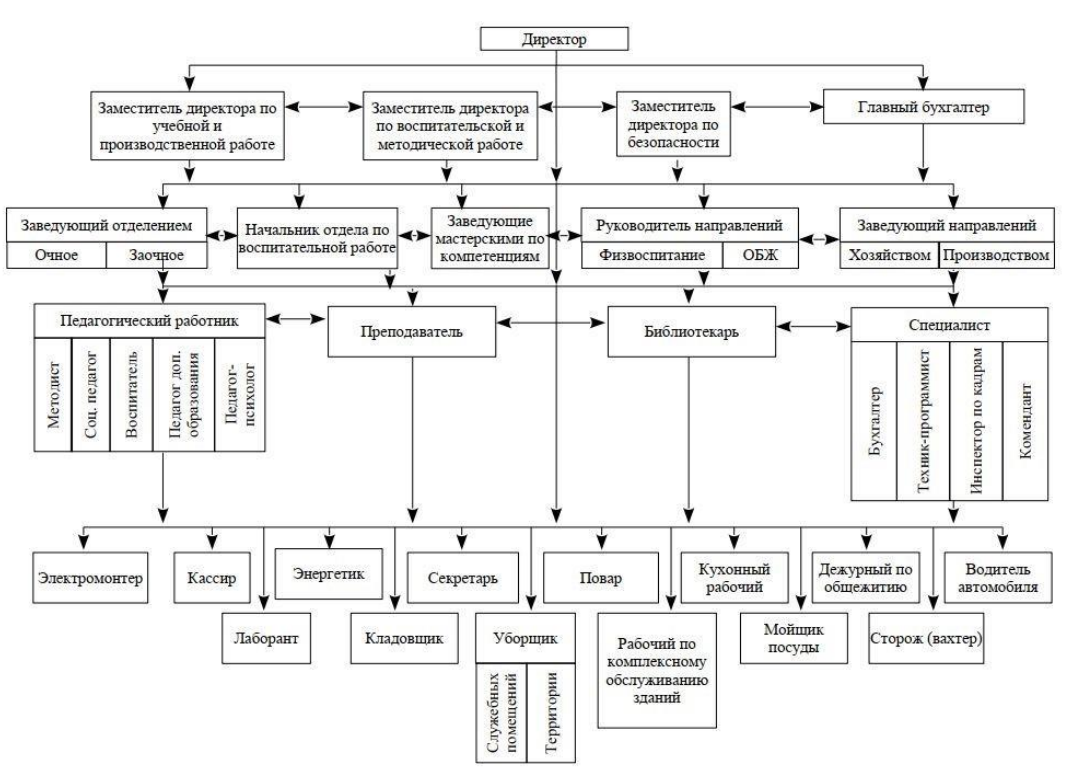 Директор
Заместитель директора по
учебной и
производственной работе
Заместитель директора
по воспитательской и
методической работе
Заместитель
директора по
безопасности
Главный бухгалтер
Заведующий отделением
Очное
Заочное
Начальник отдела по
воспитательной работе
Заведующие
мастерскими по
компетенциям
Руководитель направлений
Физвоспитание
ОБЖ
Заведующий направлений
Хозяйством
Производством
Педагогический работник
Методист
Соц. педагог
Воспитатель
Педагог доп.
образования
Педагог-
психолог
Преподаватель
Библиотекарь
Специалист
Бухгалтер
Техник-программист
Инспектор по кадрам
Комендант
Электромонтер
Кассир
Энергетик
Секретарь
Повар
Кухонный
рабочий
Дежурный по
общежитию
Водитель
автомобиля
Лаборант
Кладовщик
Уборщик
Служебных
помещений
Территории
Рабочий по
комплексному
обслуживанию
зданий
Мойщик
посуды
Сторож (вахтер)